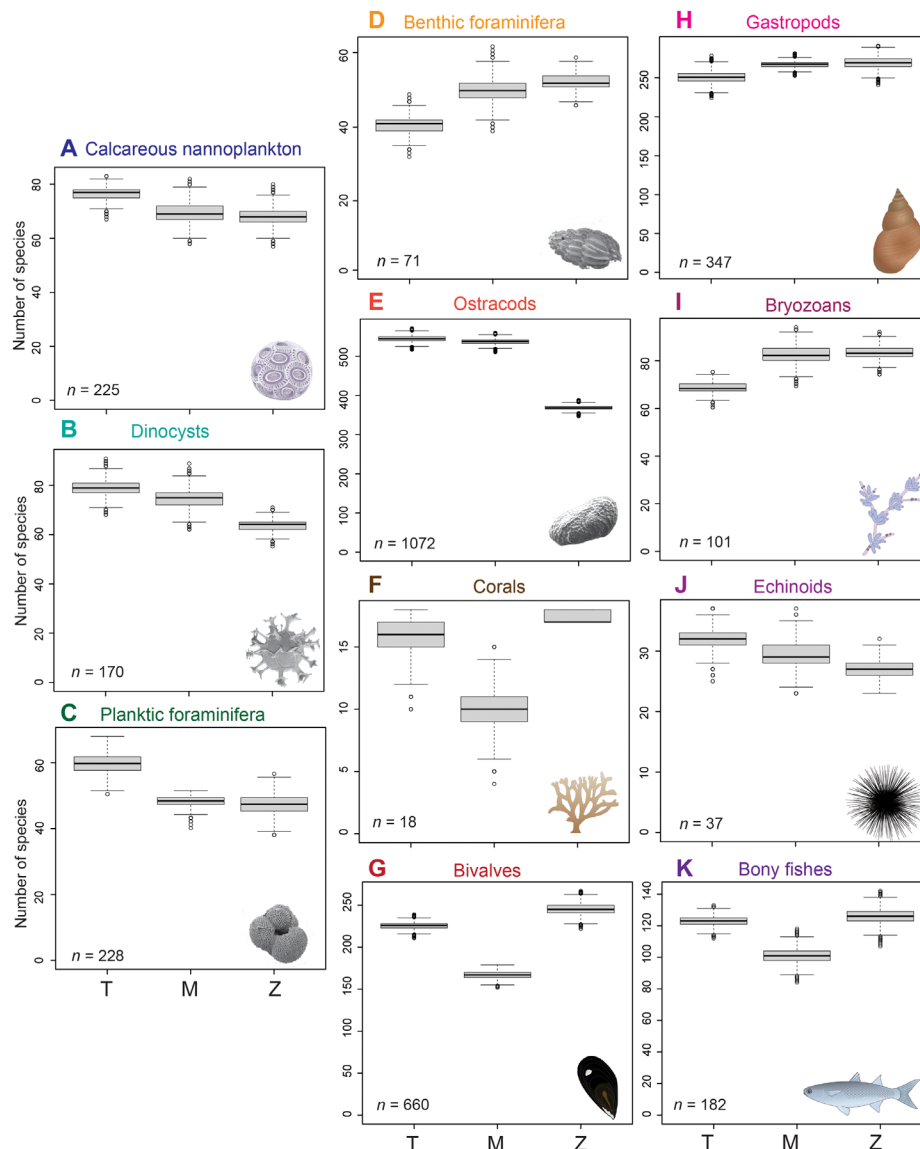 A Calcareous nannoplankton
Number of species
80
60
40
20
0
n = 225
B Dinocysts
Number of species
80
60
40
20
0
n = 170
C Planktic foraminifera
Number of species
60
40
20
0
n = 228
T M Z
D Benthic foraminifera
60
40
20
0
n = 71
E Ostracods
500
400
300
200
100
0
n = 1072
F Corals
15
10
5
0
n = 18
G Bivalves
250
200
150
100
50
0
n = 660
T M Z
H Gastropods
250
200
150
100
50
0
n = 347
I Bryozoans
80
60
40
20
0
n = 101
J Echinoids
30
20
10
0
n = 37
K Bony fishes
140
120
100
80
60
40
20
0
n = 182
T M Z